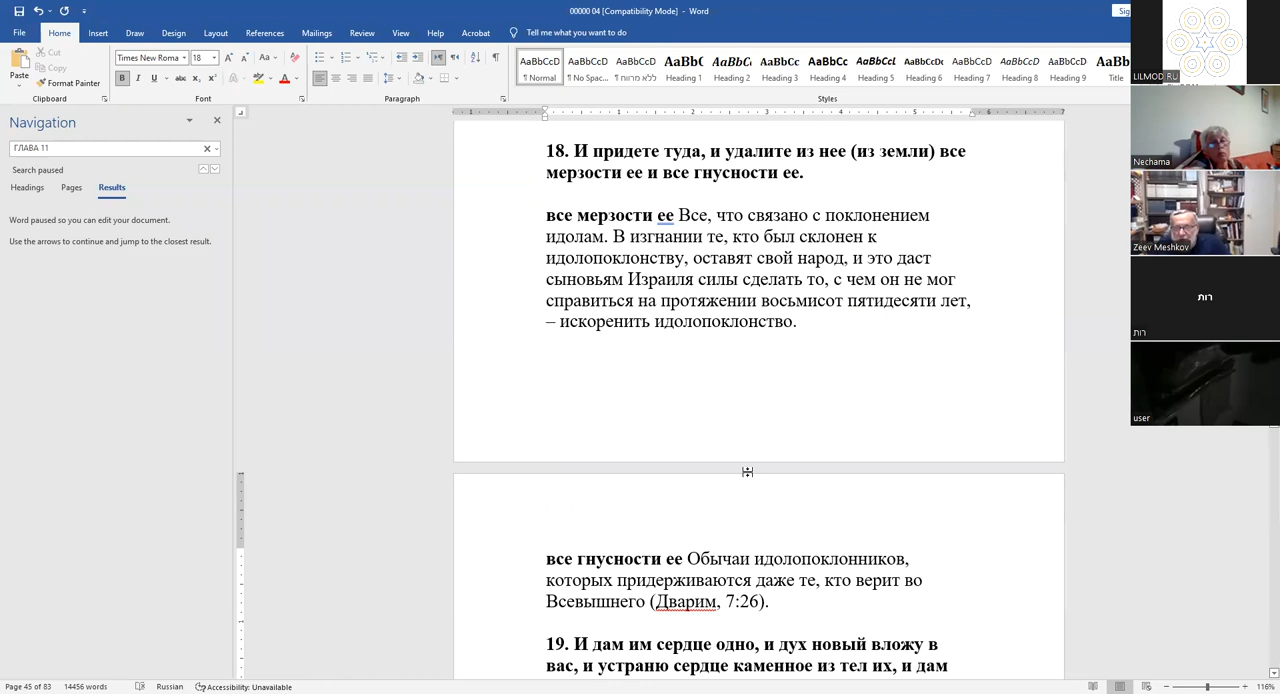 00000 04 [Compatibility Mode] - Word
Sig
File Home Insert Draw Design Layout References Mailings Review View Help Acrobat Tell me what you want to do
Cut
Copy
Format Painter
Paste
Clipboard
Times New Roma 18
Font
Paragraph
AaBbCcD ¶ Normal
AaBbCcD ¶ No Spac...
AaBbCcD ¶ ללא מרווח
AaBb( Heading 1
AaBbC Heading 2
AaBbCc Heading 3
AaBbCc Heading 4
AaBbCcL Heading 5
AaBbCcDc Heading 6
AaBbCcD Heading 7
AaBbCcD Heading 8
AaBbCcD Heading 9
AaBb Title
Styles
Navigation
ГЛАВА 11
Search paused
Headings Pages Results
Word paused so you can edit your document.
Use the arrows to continue and jump to the closest result.
18. И придете туда, и удалите из нее (из земли) все
мерзости ее и все гнусности ее.
все мерзости ее Все, что связано с поклонением
идолам. В изгнании те, кто был склонен к
идолопоклонству, оставят свой народ, и это даст
сыновьям Израиля силы сделать то, с чем он не мог
справиться на протяжении восьмисот пятидесяти лет,
– искоренить идолопоклонство.
все гнусности ее Обычаи идолопоклонников,
которых придерживаются даже те, кто верит во
Всевышнего (Дварим, 7:26).
19. И дам им сердце одно, и дух новый вложу в
вас, и устраню сердце каменное из тел их, и дам
LILMOD RU
Nechama
Zeev Meshkov
רות
רות
user
Page 45 of 83 14456 words Russian Accessibility: Unavailable 116%